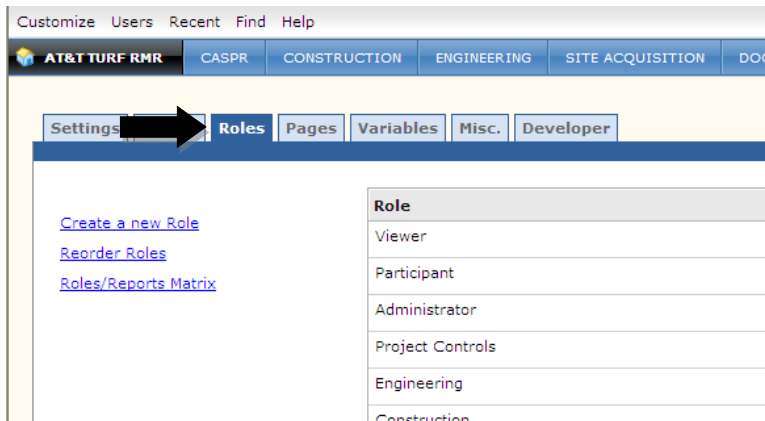 Customize Users Recent Find Help
AT&T TURF RMR CASPR CONSTRUCTION ENGINEERING SITE ACQUISITION
Settings Roles Pages Variables Misc. Developer
Create a new Role
Reorder Roles
Roles/Reports Matrix
Role
Viewer
Participant
Administrator
Project Controls
Engineering
Construction